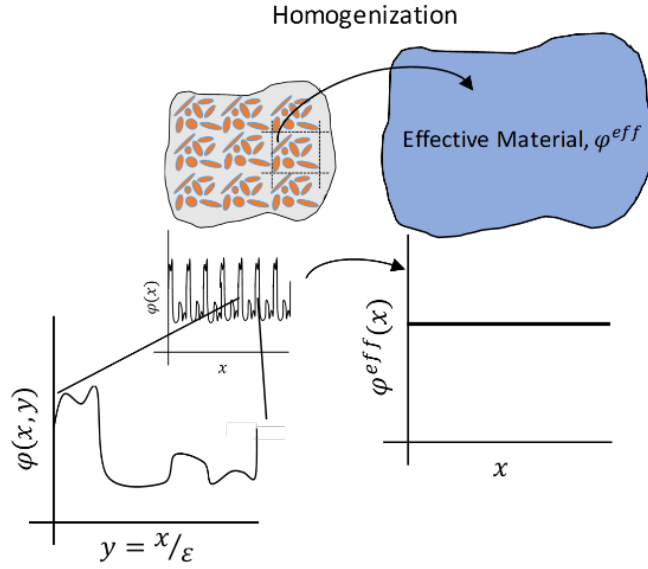 Homogenization
Effective Material, φ^eff
φ(x)
x
φ(x, y)
y = x/ε
φ^eff(x)
x